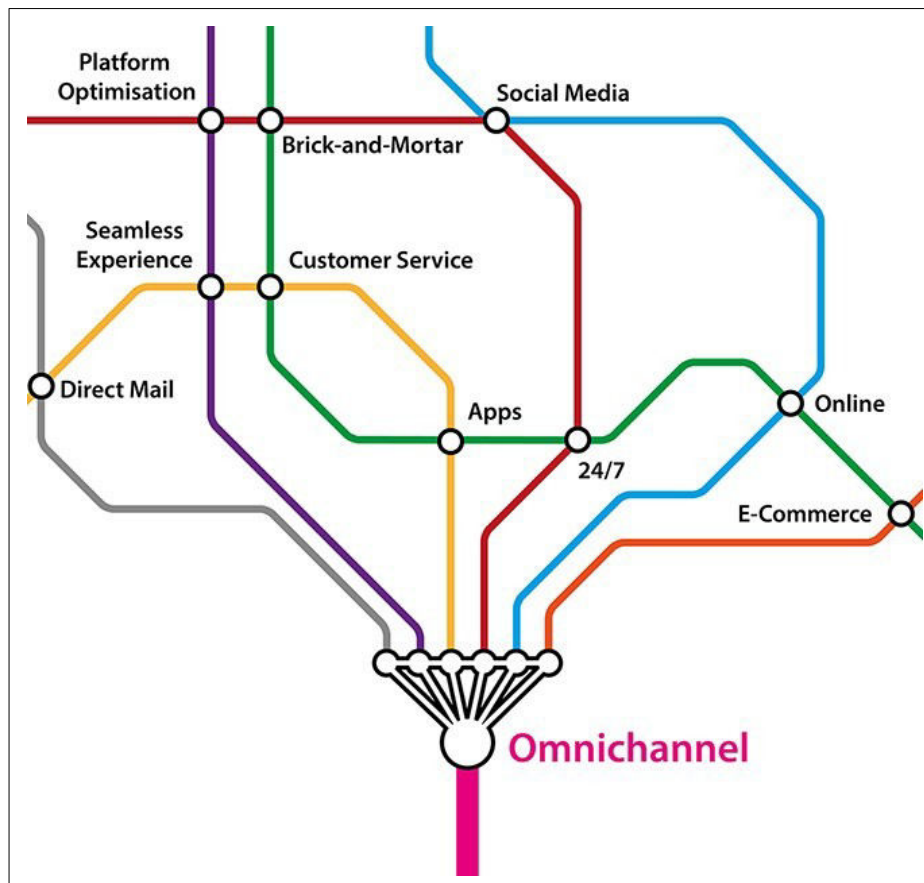 Platform
Optimisation
Social Media
Brick-and-Mortar
Seamless
Experience
Customer Service
Direct Mail
Apps
Online
24/7
E-Commerce
Omnichannel